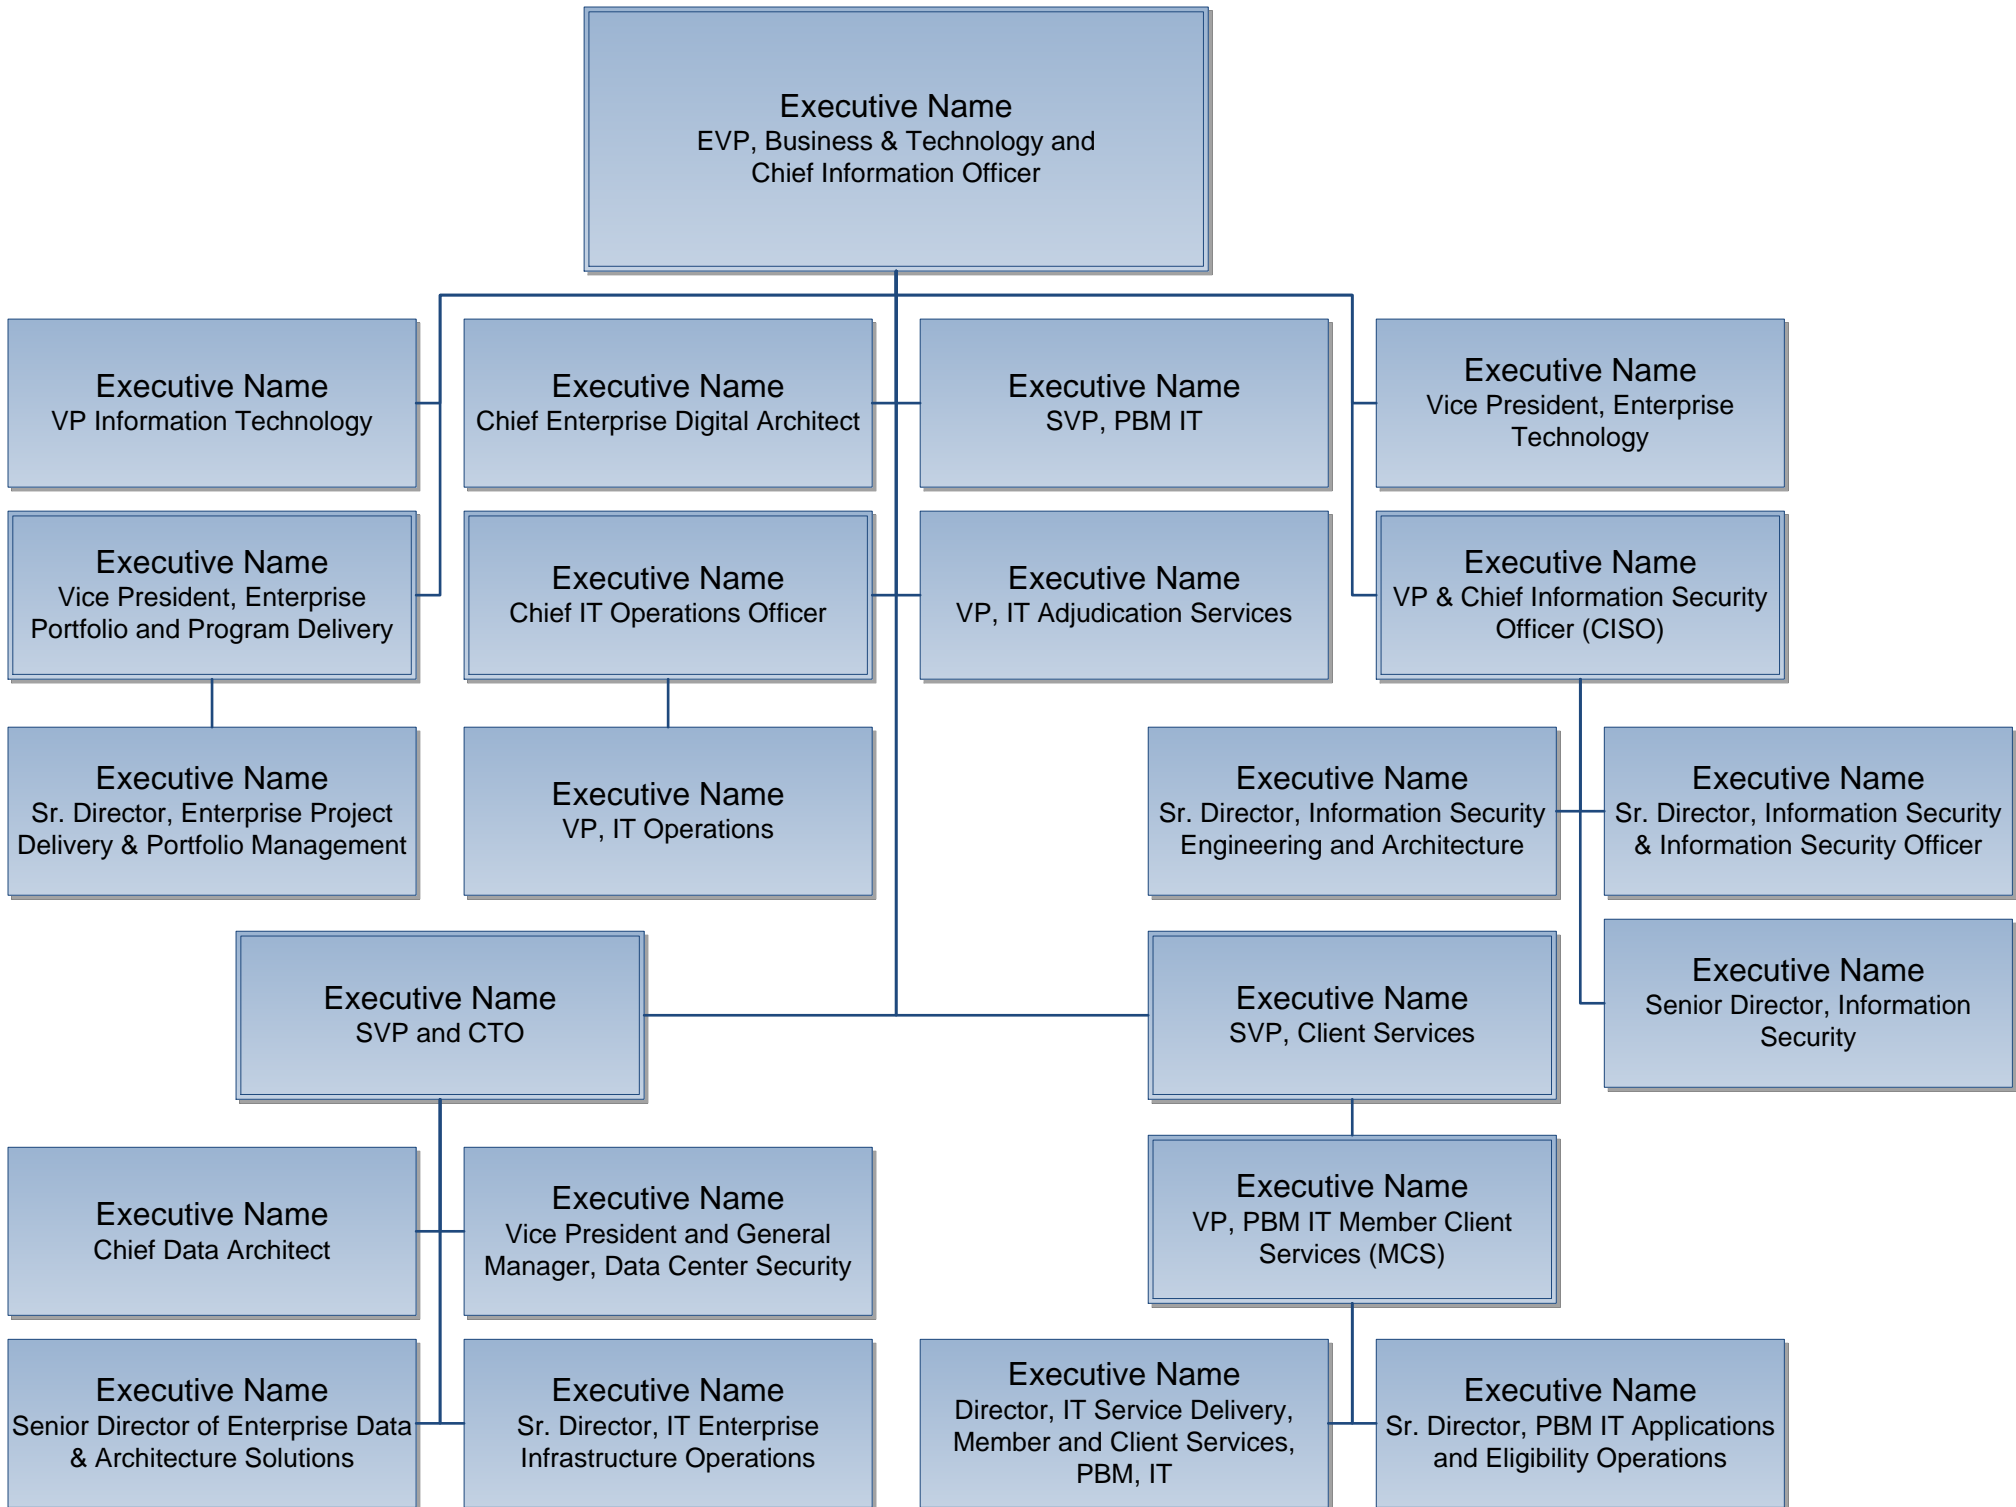 Executive Name
EVP, Business & Technology and
Chief Information Officer
Executive Name
VP Information Technology
Executive Name
Chief Enterprise Digital Architect
Executive Name
SVP, PBM IT
Executive Name
Vice President, Enterprise
Technology
Executive Name
Vice President, Enterprise
Portfolio and Program Delivery
Executive Name
Chief IT Operations Officer
Executive Name
VP, IT Adjudication Services
Executive Name
VP & Chief Information Security
Officer (CISO)
Executive Name
Sr. Director, Enterprise Project
Delivery & Portfolio Management
Executive Name
VP, IT Operations
Executive Name
Sr. Director, Information Security
Engineering and Architecture
Executive Name
Sr. Director, Information Security
& Information Security Officer
Executive Name
SVP and CTO
Executive Name
SVP, Client Services
Executive Name
Senior Director, Information
Security
Executive Name
Chief Data Architect
Executive Name
Vice President and General
Manager, Data Center Security
Executive Name
VP, PBM IT Member Client
Services (MCS)
Executive Name
Senior Director of Enterprise Data
& Architecture Solutions
Executive Name
Sr. Director, IT Enterprise
Infrastructure Operations
Executive Name
Director, IT Service Delivery,
Member and Client Services,
PBM, IT
Executive Name
Sr. Director, PBM IT Applications
and Eligibility Operations